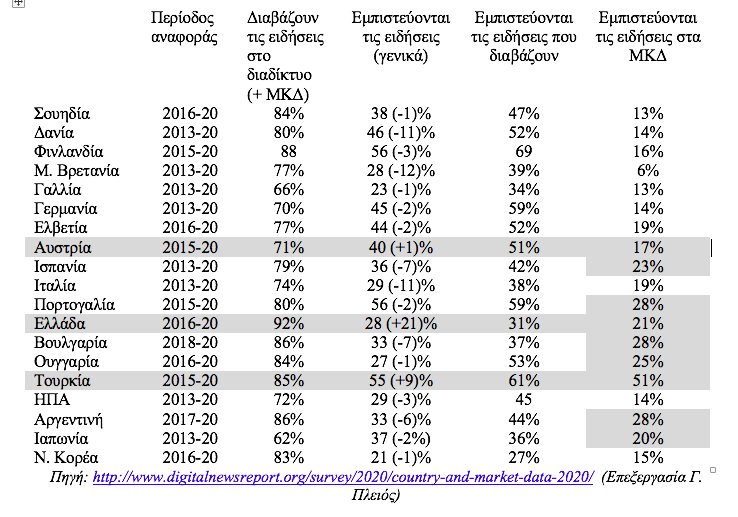 Περίοδος αναφοράς | Διαβάζουν τις ειδήσεις στο διαδίκτυο (+ ΜΚΔ) | Εμπιστεύονται τις ειδήσεις (γενικά) | Εμπιστεύονται τις ειδήσεις που διαβάζουν | Εμπιστεύονται τις ειδήσεις στα ΜΚΔ
Σουηδία 2016-20 84% 38 (-1)% 47% 13%
Δανία 2013-20 80% 46 (-11)% 52% 14%
Φινλανδία 2015-20 88 56 (-3)% 69 16%
Μ. Βρετανία 2013-20 77% 28 (-12)% 39% 6%
Γαλλία 2013-20 66% 23 (-1)% 34% 13%
Γερμανία 2013-20 70% 45 (-2)% 59% 14%
Ελβετία 2016-20 77% 44 (-2)% 52% 19%
Αυστρία 2015-20 71% 40 (+1)% 51% 17%
Ισπανία 2013-20 79% 36 (-7)% 42% 23%
Ιταλία 2013-20 74% 29 (-11)% 38% 19%
Πορτογαλία 2015-20 80% 56 (-2)% 59% 28%
Ελλάδα 2016-20 92% 28 (+21)% 31% 21%
Βουλγαρία 2018-20 86% 33 (-7)% 37% 28%
Ουγγαρία 2016-20 84% 27 (-1)% 53% 25%
Τουρκία 2015-20 85% 55 (+9)% 61% 51%
ΗΠΑ 2013-20 72% 29 (-3)% 45 14%
Αργεντινή 2017-20 86% 33 (-6)% 44% 28%
Ιαπωνία 2013-20 62% 37 (-2%) 36% 20%
Ν. Κορέα 2016-20 83% 21 (-1)% 27% 15%
Πηγή: http://www.digitalnewsreport.org/survey/2020/country-and-market-data-2020/ (Επεξεργασία Γ.
Πλειός)